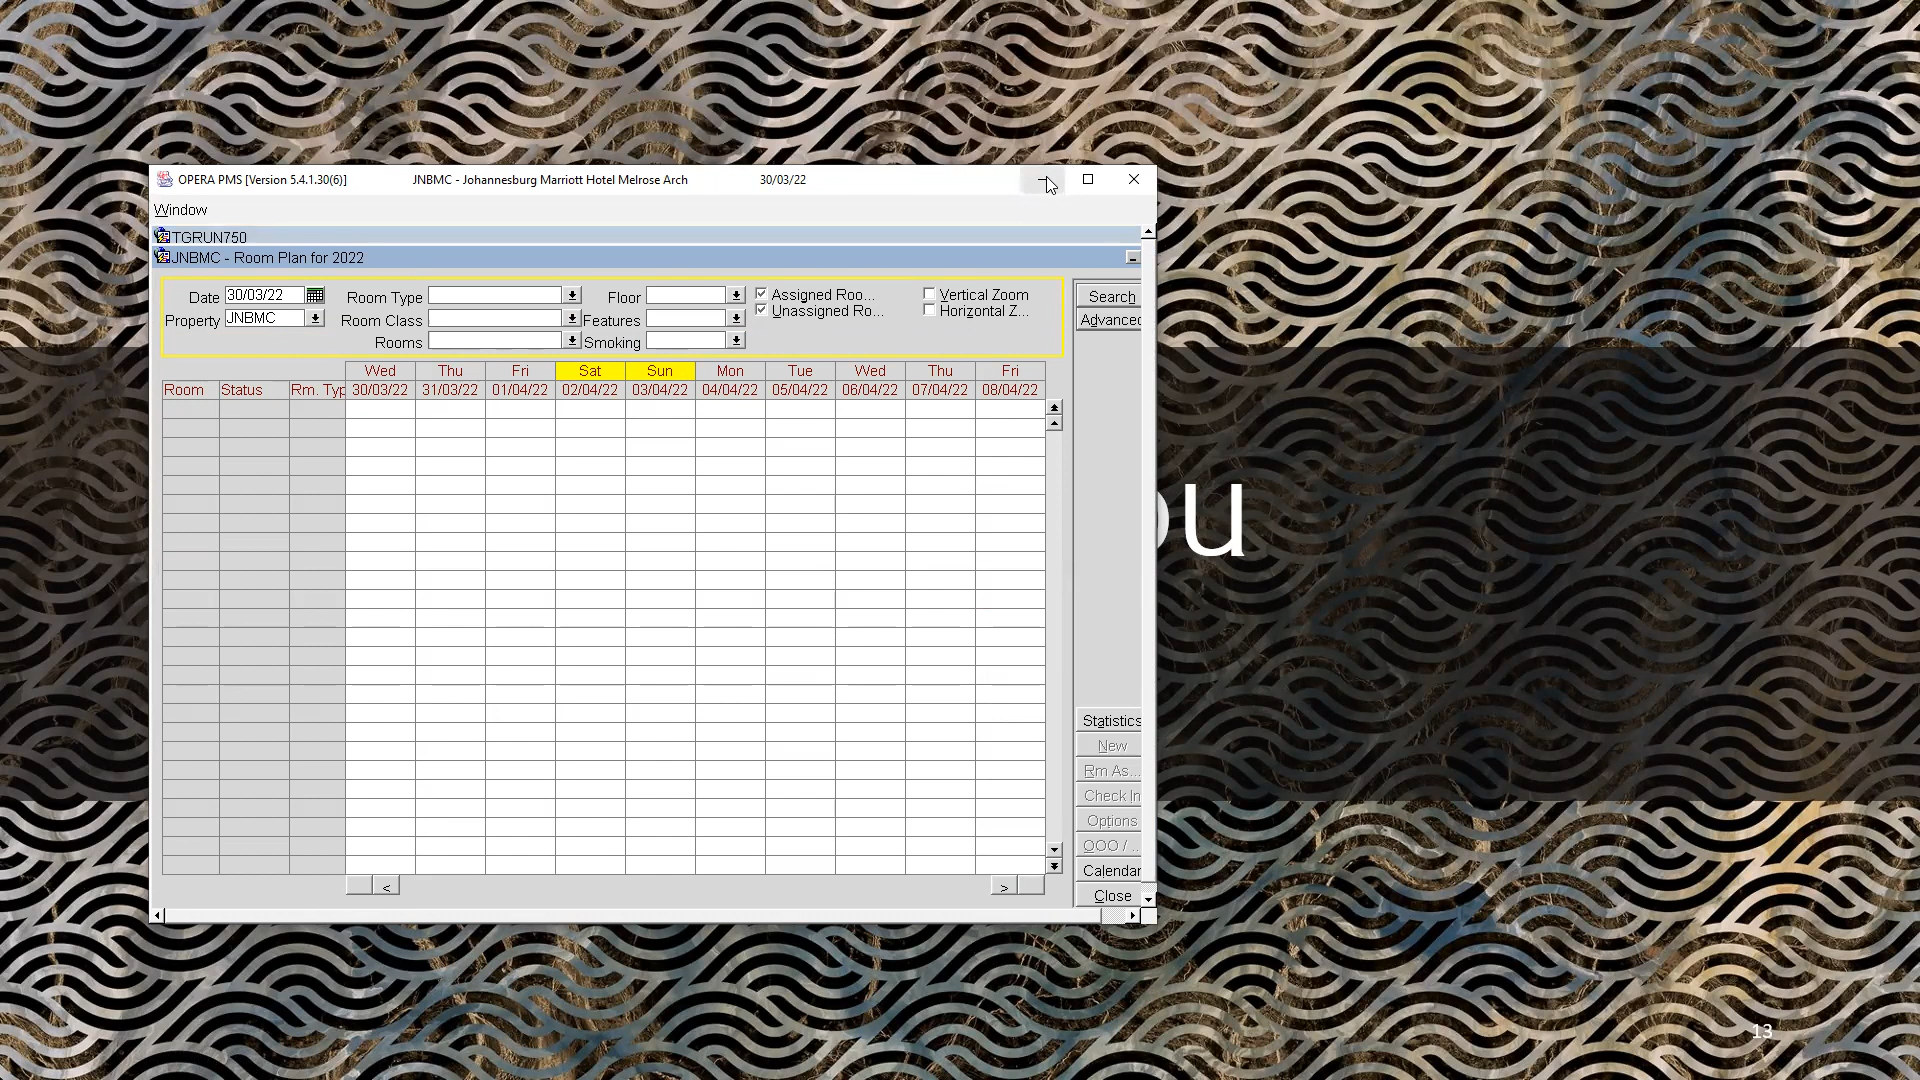 OPERA PMS [Version 5.4.1.30(6)] JNBMC - Johannesburg Marriott Hotel Melrose Arch 30/03/22
Window
TGRUN750
JNBMC - Room Plan for 2022
Date 30/03/22 Room Type Floor Assigned Roo... Vertical Zoom Search
Property JNBMC Room Class Features Unassigned Ro... Horizontal Z... Advanced
Rooms Smoking
Wed Thu Fri Sat Sun Mon Tue Wed Thu Fri
Room Status Rm. Typ 30/03/22 31/03/22 01/04/22 02/04/22 03/04/22 04/04/22 05/04/22 06/04/22 07/04/22 08/04/22
ou
Statistics
New
Rm As...
Check In
Options
OOO / ..
Calendar
< > Close
13